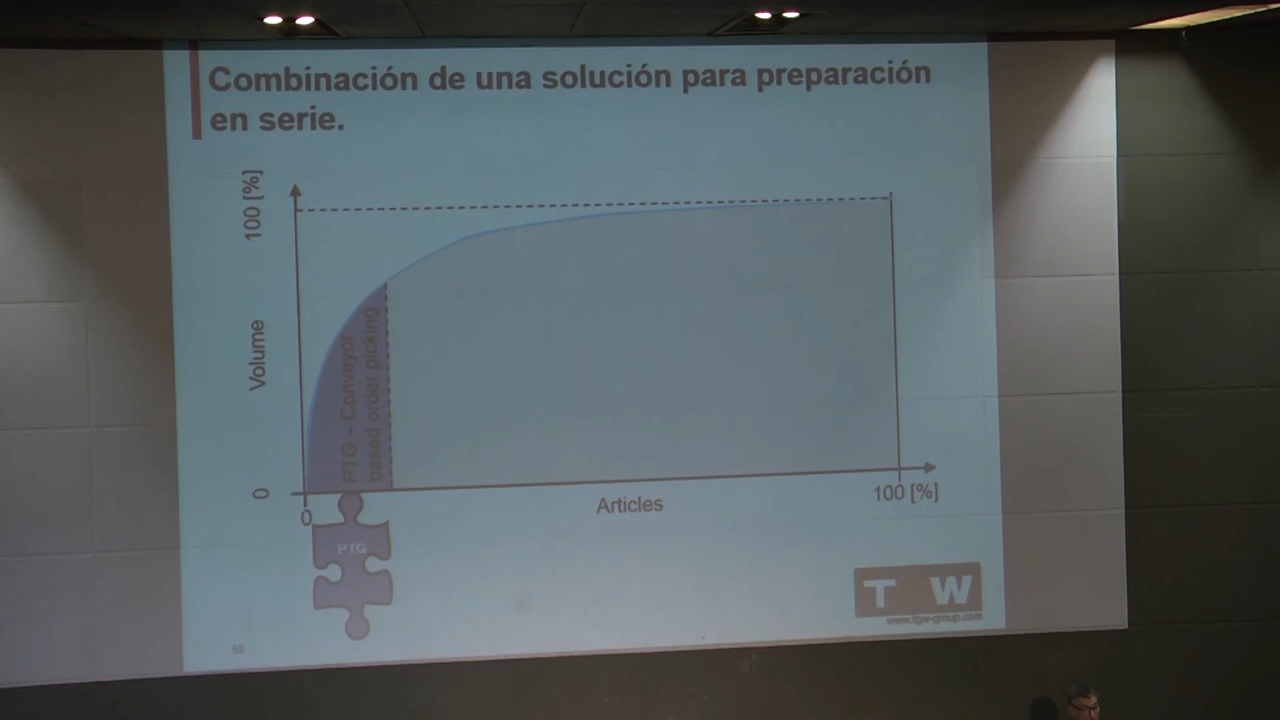 Combinación de una solución para preparación
en serie.
100 [%]
Volume
0
PTG – Conveyor
based order picking
0
Articles
100 [%]
PTG
T W
www.tgw-group.com
50